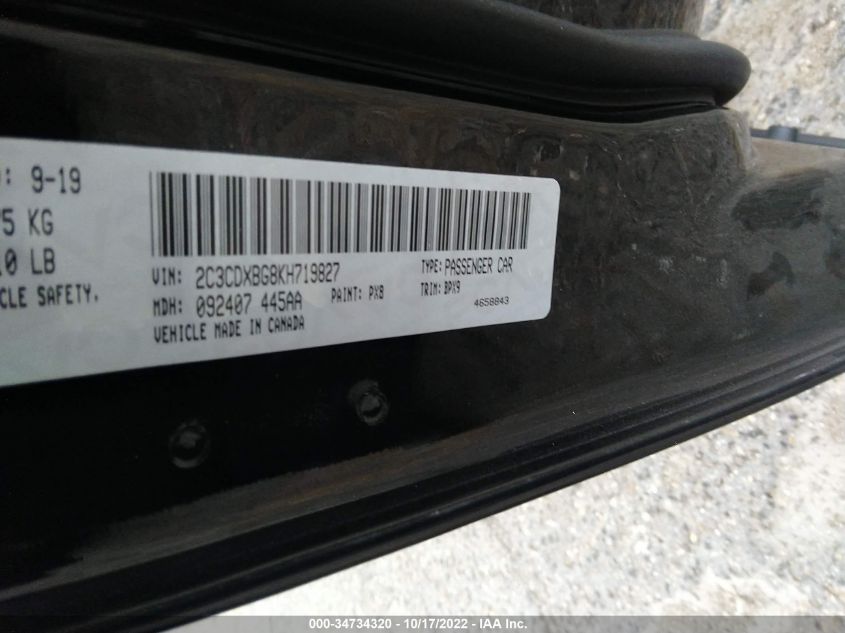 : 9-19
5 KG
0 LB
CLE SAFETY,
VIN: 2C3CDXBG8KH719827 TYPE: PASSENGER CAR
MDH: 092407 445AA PAINT: PX8 TRIM: BPX9
VEHICLE MADE IN CANADA 4658843
000-34734320 - 10/17/2022 - IAA Inc.